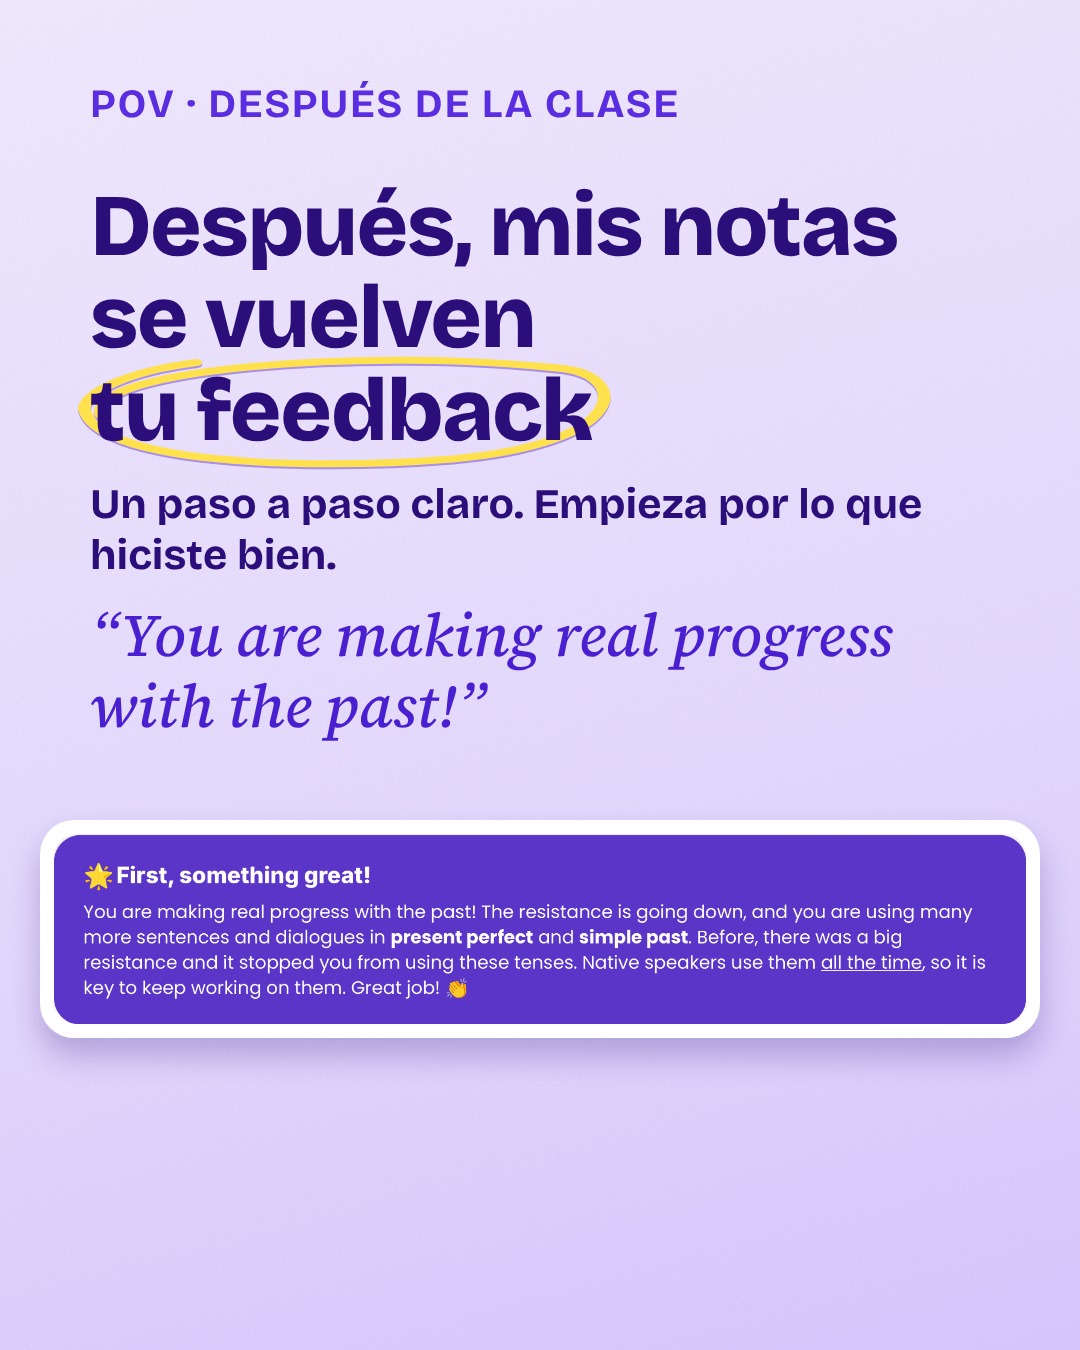 POV · DESPUÉS DE LA CLASE
Después, mis notas
se vuelven
tu feedback
Un paso a paso claro. Empieza por lo que
hiciste bien.
“You are making real progress
with the past!”
🌟 First, something great!
You are making real progress with the past! The resistance is going down, and you are using many
more sentences and dialogues in present perfect and simple past. Before, there was a big
resistance and it stopped you from using these tenses. Native speakers use them all the time, so it is
key to keep working on them. Great job! 👏